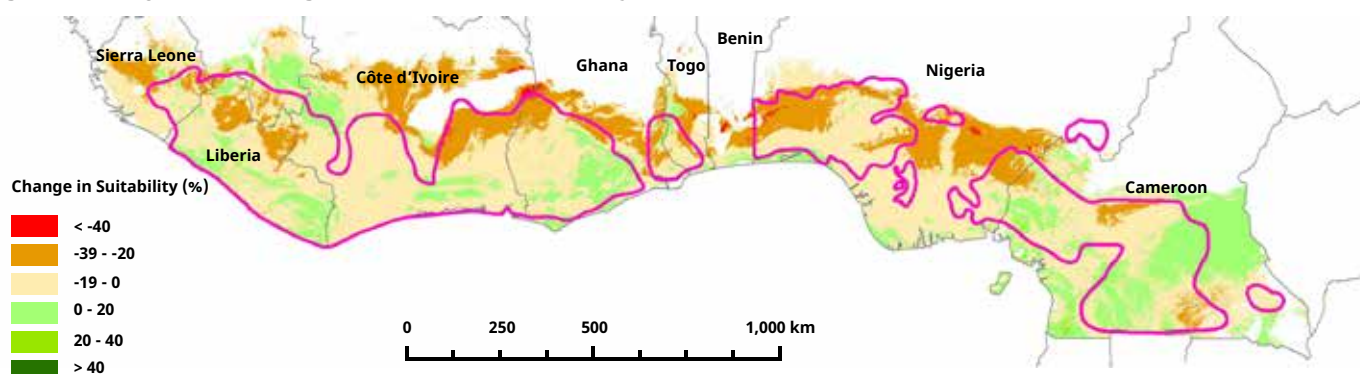 Benin
Sierra Leone
Côte d'Ivoire
Ghana
Togo
Nigeria
Liberia
Cameroon
Change in Suitability (%)
< -40
-39 - -20
-19 - 0
0 - 20
20 - 40
> 40
0 250 500 1,000 km